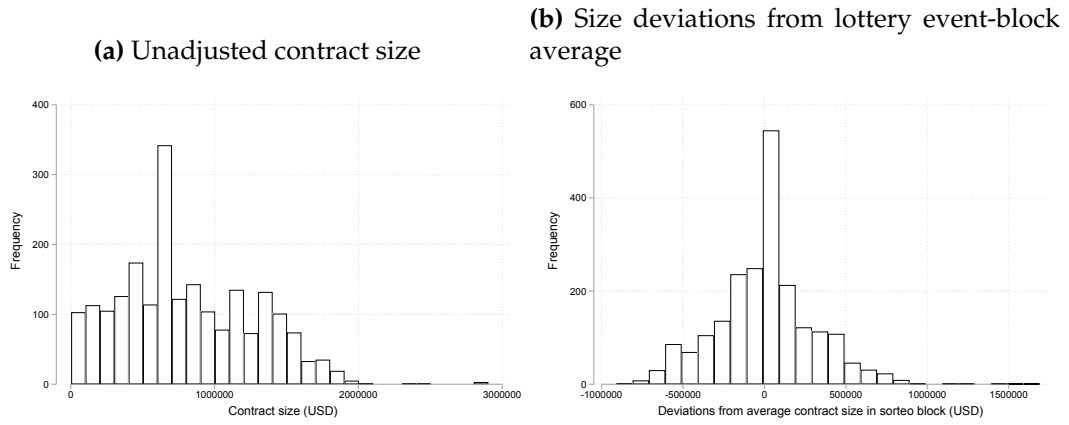 (a) Unadjusted contract size
(b) Size deviations from lottery event-block
average
400
300
200
100
0
Frequency
0
1000000
2000000
3000000
Contract size (USD)
600
400
200
0
Frequency
-1000000
-500000
0
500000
1000000
1500000
Deviations from average contract size in sorteo block (USD)